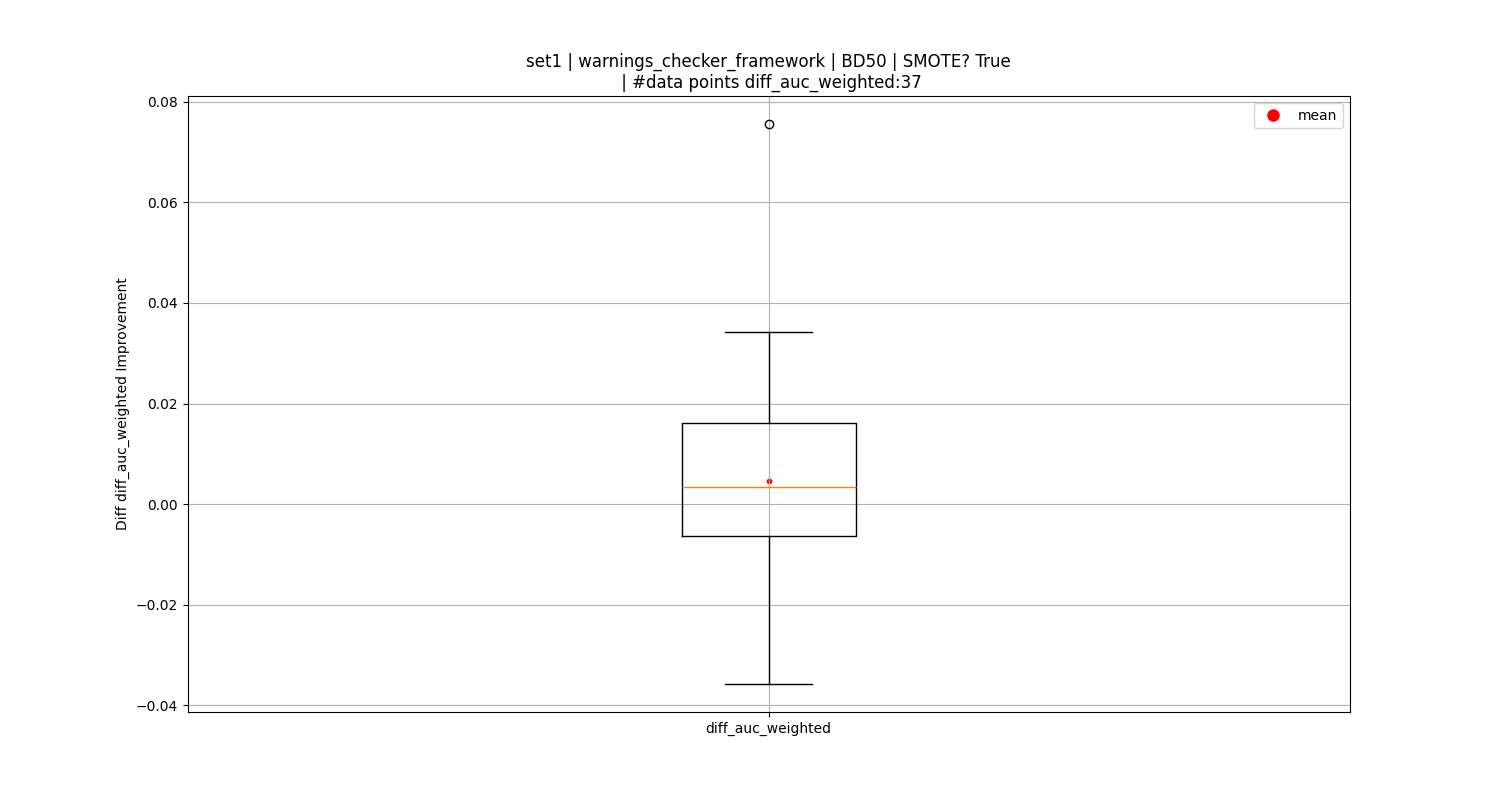 set1 | warnings_checker_framework | BD50 | SMOTE? True
| #data points diff_auc_weighted:37
mean
Diff diff_auc_weighted Improvement
0.08
0.06
0.04
0.02
0.00
−0.02
−0.04
diff_auc_weighted